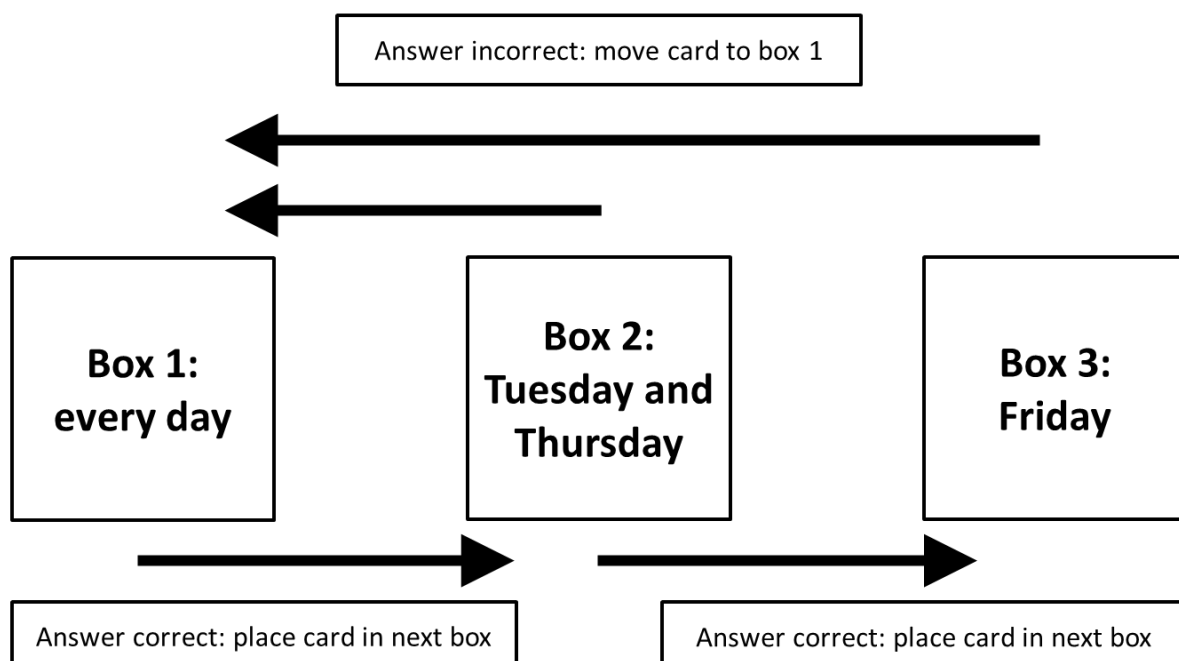 Answer incorrect: move card to box 1
Box 1:
every day
Box 2:
Tuesday and
Thursday
Box 3:
Friday
Answer correct: place card in next box
Answer correct: place card in next box